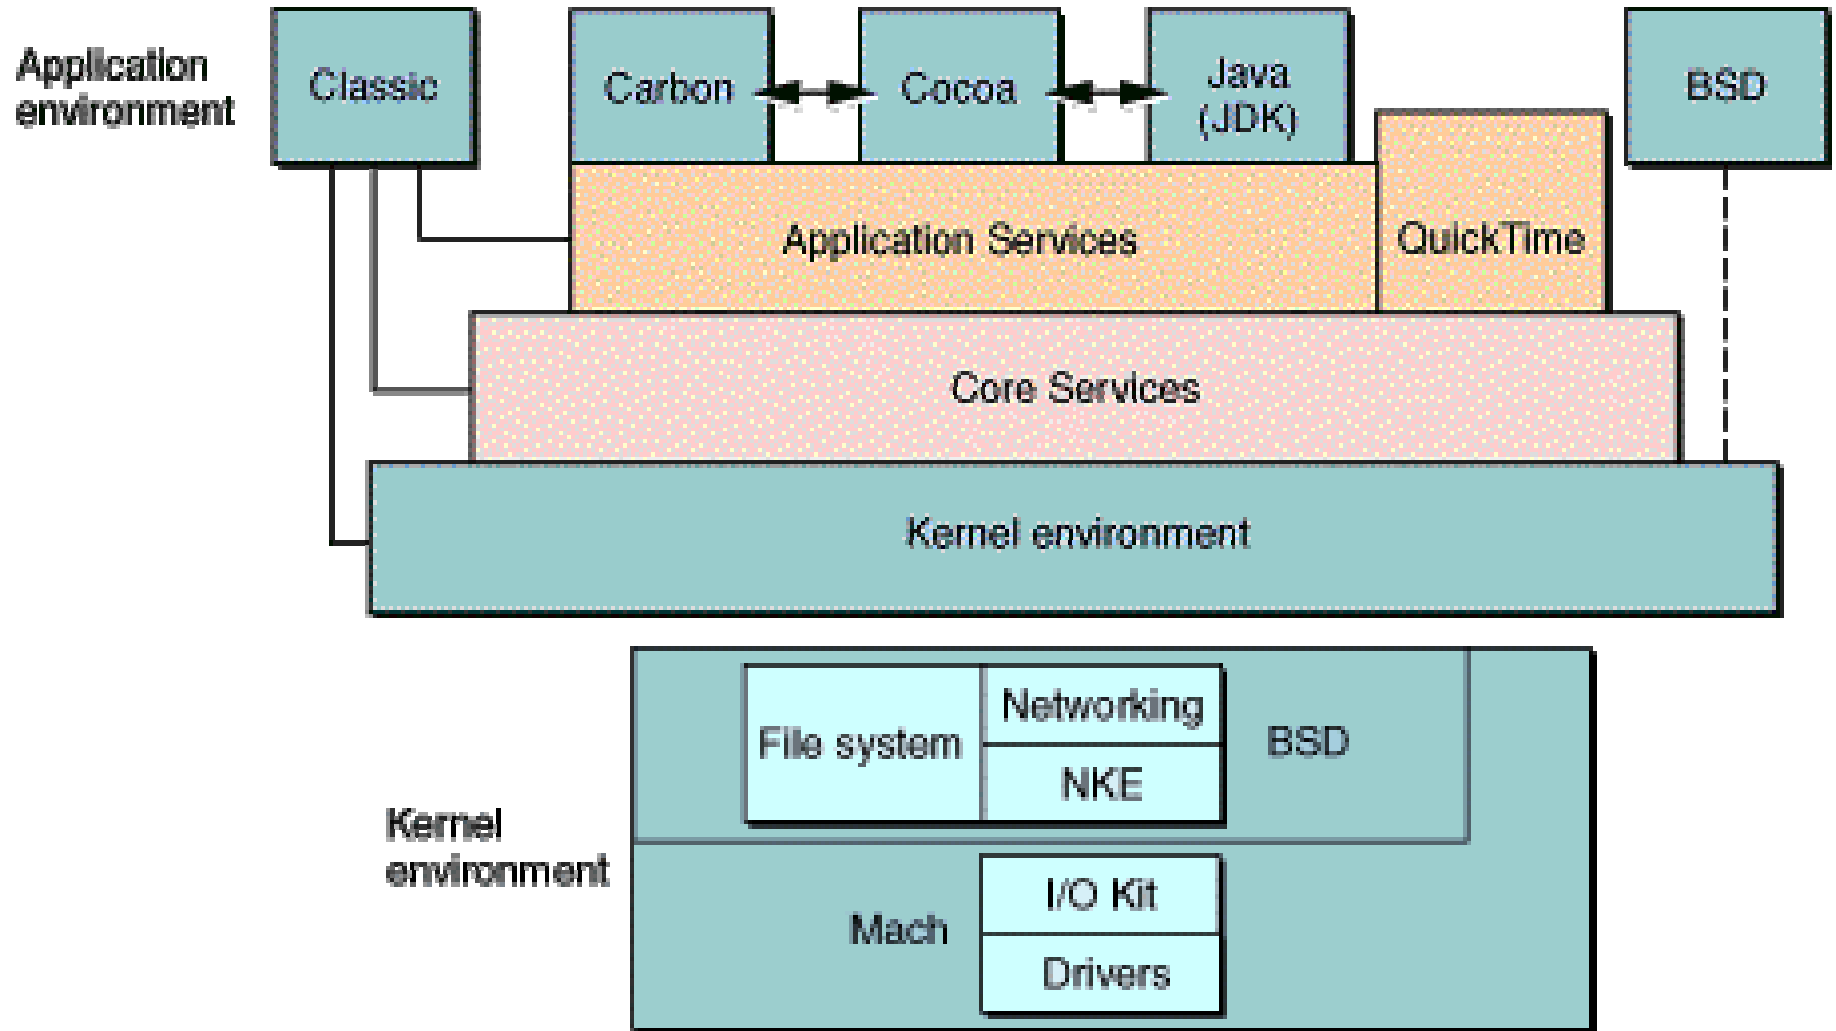 Application
environment
Classic
Carbon
Cocoa
Java
(JDK)
BSD
Application Services
QuickTime
Core Services
Kernel environment
Kernel
environment
File system
Networking
NKE
BSD
Mach
I/O Kit
Drivers